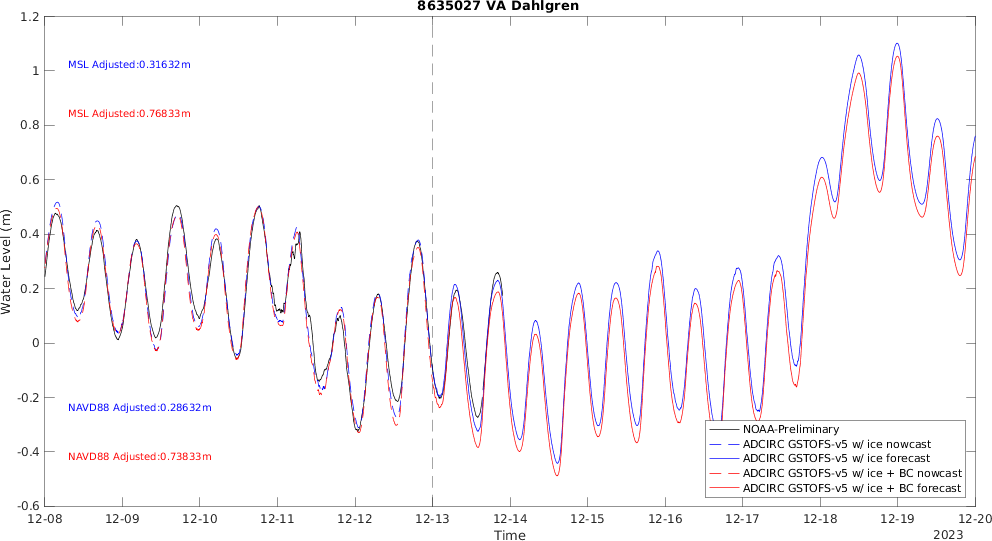 8635027 VA Dahlgren
1.2
1
0.8
0.6
0.4
0.2
0
-0.2
-0.4
-0.6
Water Level (m)
MSL Adjusted:0.31632m
MSL Adjusted:0.76833m
NAVD88 Adjusted:0.28632m
NAVD88 Adjusted:0.73833m
NOAA-Preliminary
ADCIRC GSTOFS-v5 w/ ice nowcast
ADCIRC GSTOFS-v5 w/ ice forecast
ADCIRC GSTOFS-v5 w/ ice + BC nowcast
ADCIRC GSTOFS-v5 w/ ice + BC forecast
12-08 12-09 12-10 12-11 12-12 12-13 12-14 12-15 12-16 12-17 12-18 12-19 12-20
Time
2023